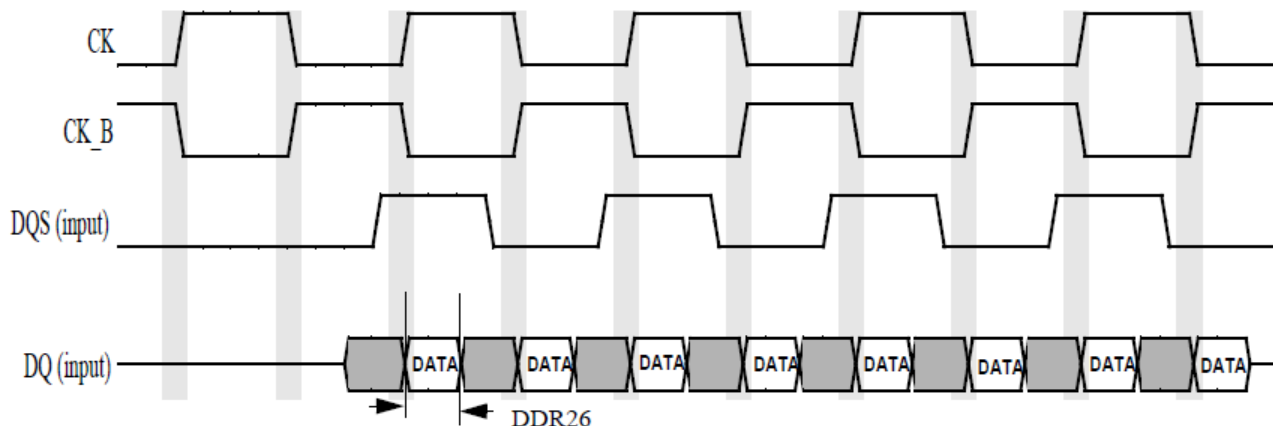 CK
CK_B
DQS (input)
DQ (input)
DATA DATA DATA DATA DATA DATA DATA DATA
DDR26